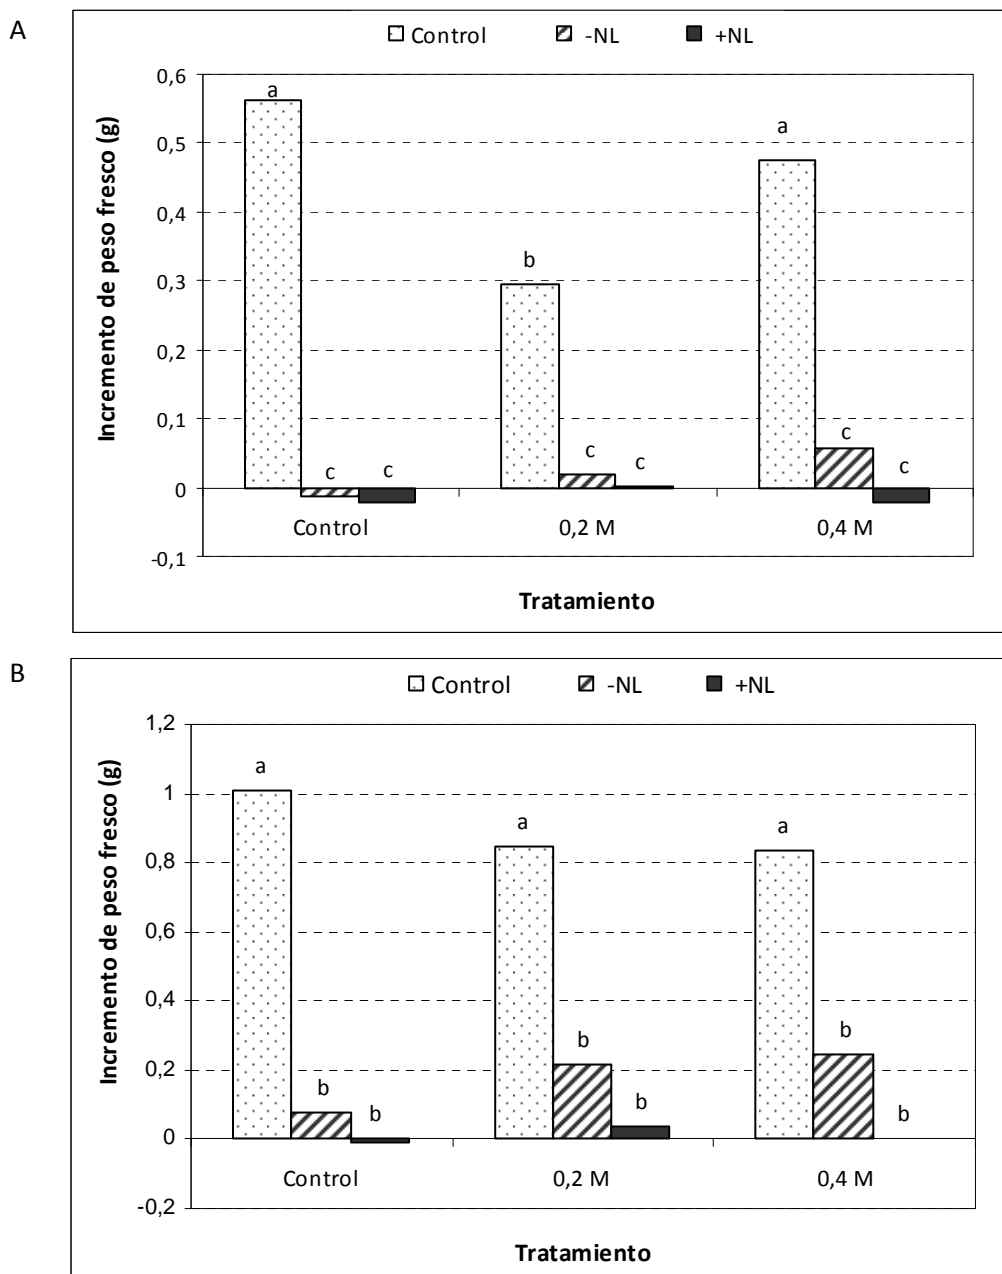 A
Control -NL +NL
Incremento de peso fresco (g)
0,6
0,5
0,4
0,3
0,2
0,1
0
-0,1
a
c
c
b
c
c
a
c
c
Control 0,2 M 0,4 M
Tratamiento
B
Control -NL +NL
Incremento de peso fresco (g)
1,2
1
0,8
0,6
0,4
0,2
0
-0,2
a
b
b
a
b
b
a
b
b
Control 0,2 M 0,4 M
Tratamiento